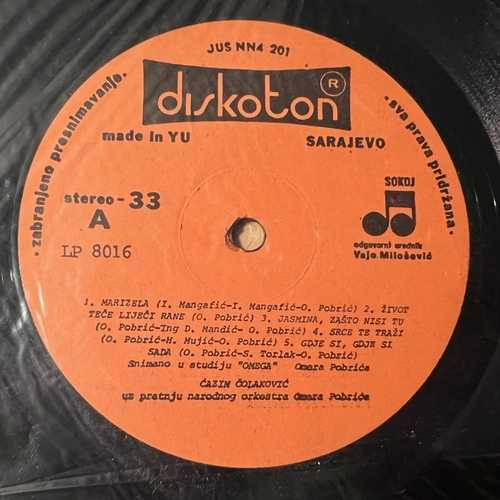 JUS NN4 201
diskoton ®
made in YU
SARAJEVO
· zabranjeno presnimavanje ·
· sva prava pridržana ·
stereo - 33
A
LP 8016
SOKOJ
odgovorni urednik
Vojo Milošević
1. MARIZELA (I. Mangafić-I. Mangafić-O. Pobrić) 2. ŽIVOT
TEČE LIJEČI RANE (O. Pobrić) 3. JASMINA, ZAŠTO NISI TU
(O. Pobrić-Ing D. Mandić- O. Pobrić) 4. SRCE TE TRAŽI
(O. Pobrić-H. Mujić-O. Pobrić) 5. GDJE SI, GDJE SI
SADA (O. Pobrić-S. Torlak-O. Pobrić)
Snimano u studiju "OMEGA" Omera Pobrića
ĆAZIM ČOLAKOVIĆ
uz pratnju narodnog orkestra Omera Pobrića